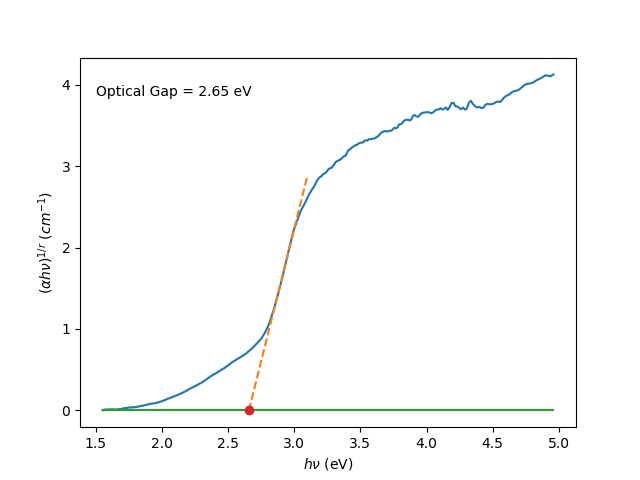 Optical Gap = 2.65 eV
(αhν)^{1/r} (cm^{-1})
4
3
2
1
0
1.5 2.0 2.5 3.0 3.5 4.0 4.5 5.0
hν (eV)